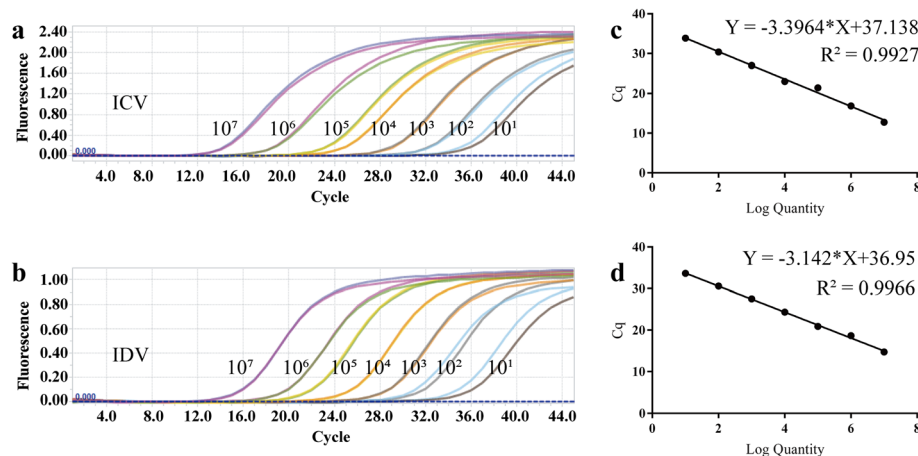 a
2.40
2.00
1.60
1.20
0.80
0.40
0.00
Fluorescence
ICV
0.000
10⁷ 10⁶ 10⁵ 10⁴ 10³ 10² 10¹
4.0 8.0 12.0 16.0 20.0 24.0 28.0 32.0 36.0 40.0 44.0
Cycle
c
Y = -3.3964*X+37.138
R² = 0.9927
40
30
20
10
0
Cq
0 2 4 6 8
Log Quantity
b
1.00
0.80
0.60
0.40
0.20
0.00
Fluorescence
IDV
0.000
10⁷ 10⁶ 10⁵ 10⁴ 10³ 10² 10¹
4.0 8.0 12.0 16.0 20.0 24.0 28.0 32.0 36.0 40.0 44.0
Cycle
d
Y = -3.142*X+36.95
R² = 0.9966
40
30
20
10
0
Cq
0 2 4 6 8
Log Quantity